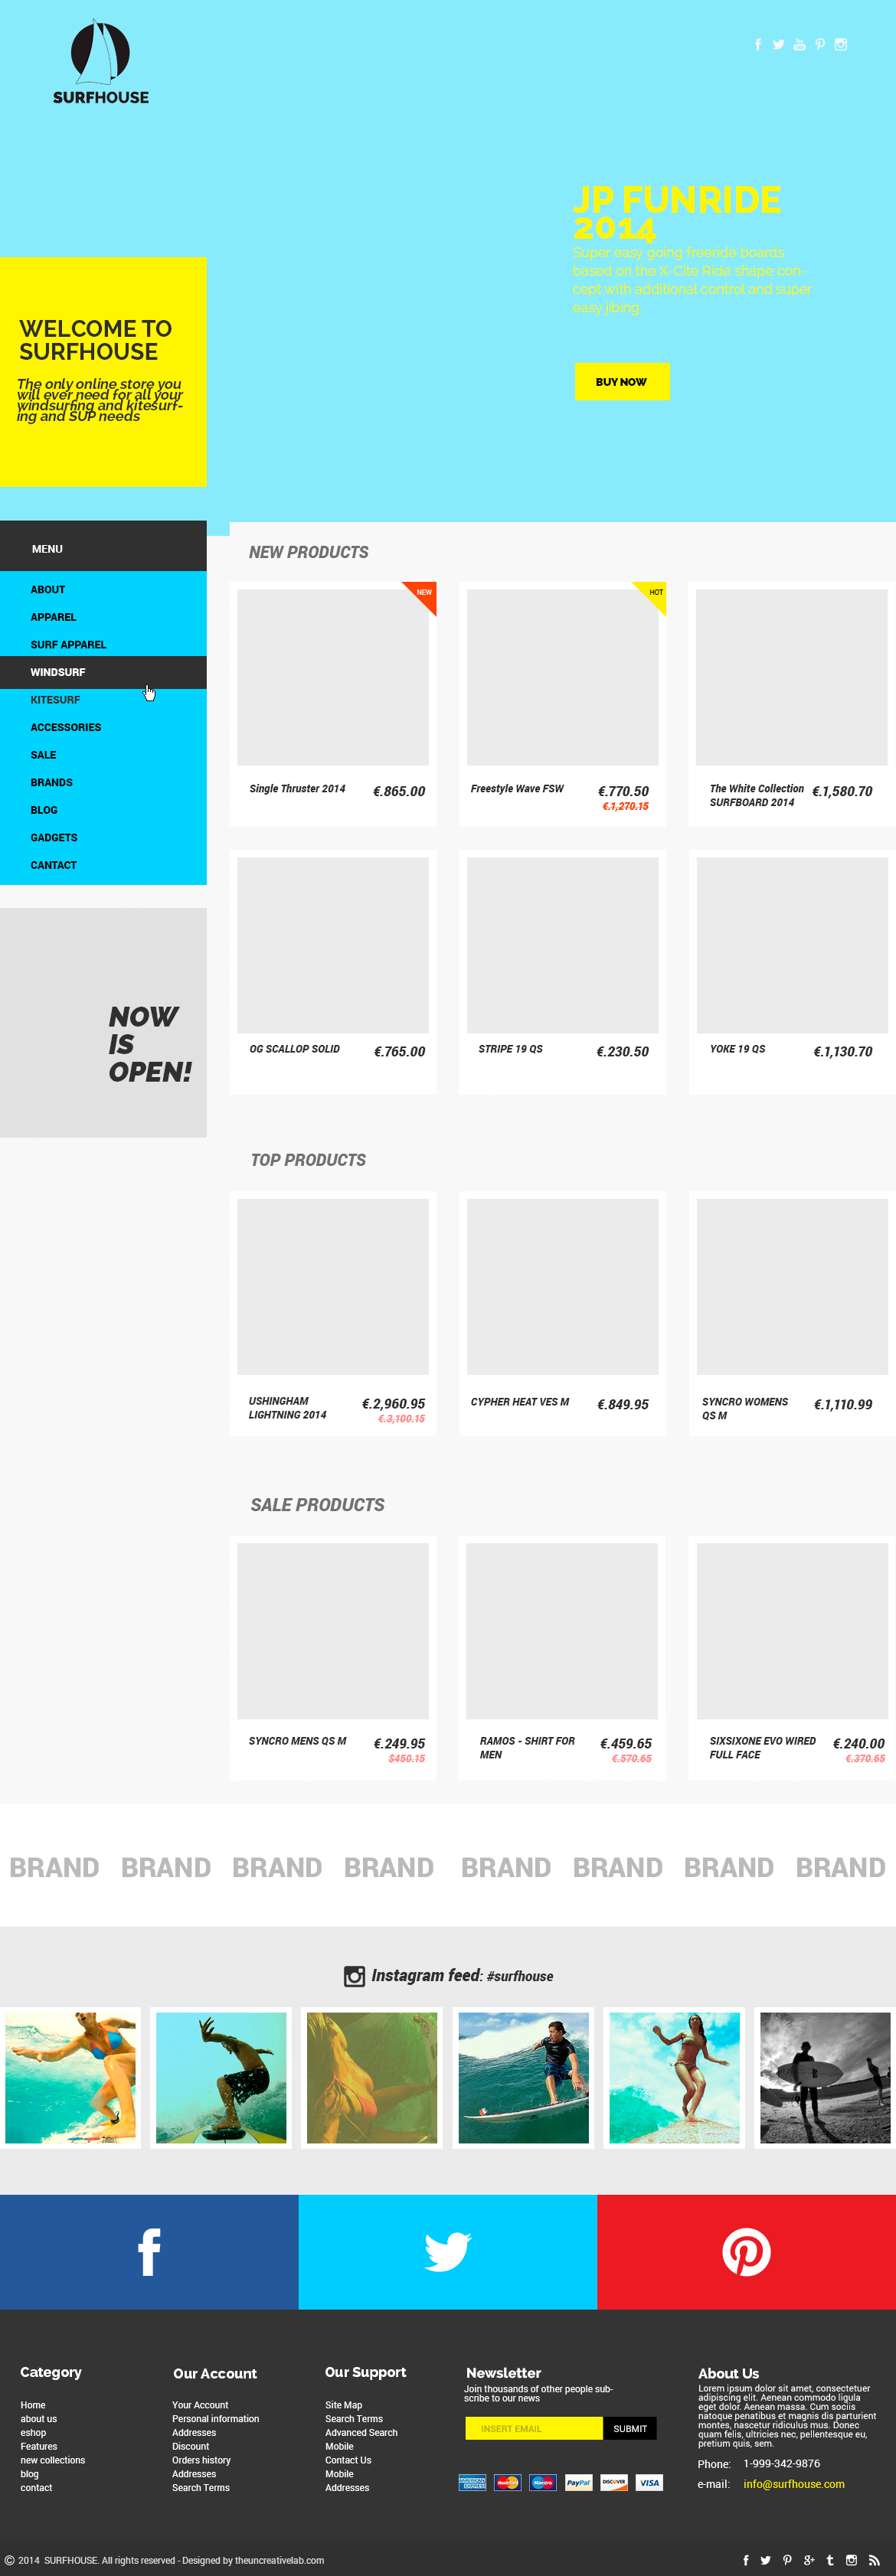 SURFHOUSE
JP FUNRIDE
2014
Super easy going freeride boards
based on the X-Cite Ride shape con-
cept with additional control and super
easy jibing.
BUY NOW
WELCOME TO
SURFHOUSE
The only online store you
will ever need for all your
windsurfing and kitesurf-
ing and SUP needs
MENU
ABOUT
APPAREL
SURF APPAREL
WINDSURF
KITESURF
ACCESSORIES
SALE
BRANDS
BLOG
GADGETS
CANTACT
NOW
IS
OPEN!
NEW PRODUCTS
NEW
HOT
Single Thruster 2014 €.865.00
Freestyle Wave FSW €.770.50
€.1,270.15
The White Collection €.1,580.70
SURFBOARD 2014
OG SCALLOP SOLID €.765.00
STRIPE 19 QS €.230.50
YOKE 19 QS €.1,130.70
TOP PRODUCTS
USHINGHAM €.2,960.95
LIGHTNING 2014 €.3,100.15
CYPHER HEAT VES M €.849.95
SYNCRO WOMENS €.1,110.99
QS M
SALE PRODUCTS
SYNCRO MENS QS M €.249.95
$450.15
RAMOS - SHIRT FOR €.459.65
MEN €.570.65
SIXSIXONE EVO WIRED €.240.00
FULL FACE €.370.65
BRAND BRAND BRAND BRAND BRAND BRAND BRAND BRAND
Instagram feed: #surfhouse
Category
Home
about us
eshop
Features
new collections
blog
contact
Our Account
Your Account
Personal information
Addresses
Discount
Orders history
Addresses
Search Terms
Our Support
Site Map
Search Terms
Advanced Search
Mobile
Contact Us
Mobile
Addresses
Newsletter
Join thousands of other people sub-
scribe to our news
INSERT EMAIL SUBMIT
AMERICAN EXPRESS MasterCard Maestro PayPal DISCOVER VISA
About Us
Lorem ipsum dolor sit amet, consectetuer
adipiscing elit. Aenean commodo ligula
eget dolor. Aenean massa. Cum sociis
natoque penatibus et magnis dis parturient
montes, nascetur ridiculus mus. Donec
quam felis, ultricies nec, pellentesque eu,
pretium quis, sem.
Phone: 1-999-342-9876
e-mail: info@surfhouse.com
© 2014 SURFHOUSE. All rights reserved - Designed by theuncreativelab.com